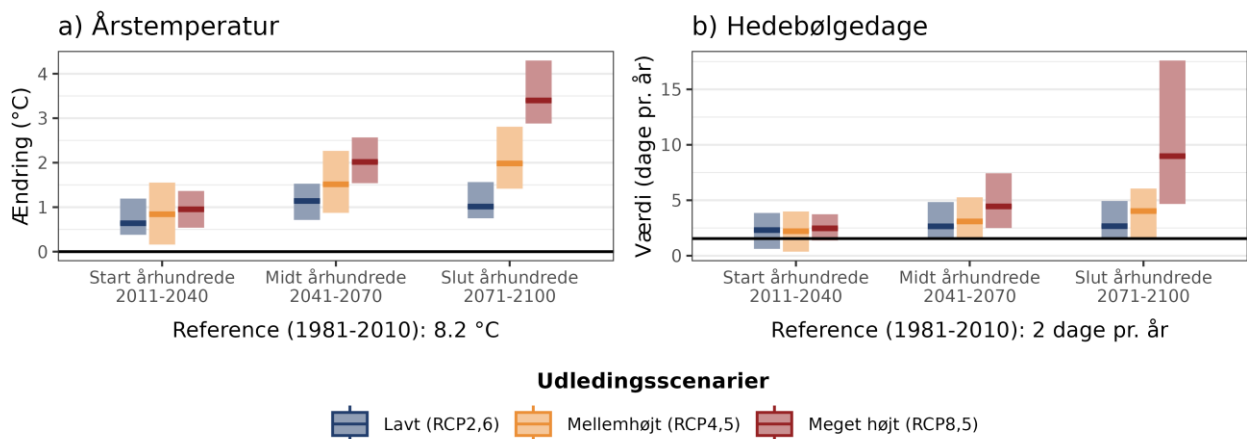 a) Årstemperatur
Ændring (°C)
4
3
2
1
0
Start århundrede
2011-2040
Midt århundrede
2041-2070
Slut århundrede
2071-2100
Reference (1981-2010): 8.2 °C
b) Hedebølgedage
Værdi (dage pr. år)
15
10
5
0
Start århundrede
2011-2040
Midt århundrede
2041-2070
Slut århundrede
2071-2100
Reference (1981-2010): 2 dage pr. år
Udledingsscenarier
Lavt (RCP2,6)
Mellemhøjt (RCP4,5)
Meget højt (RCP8,5)